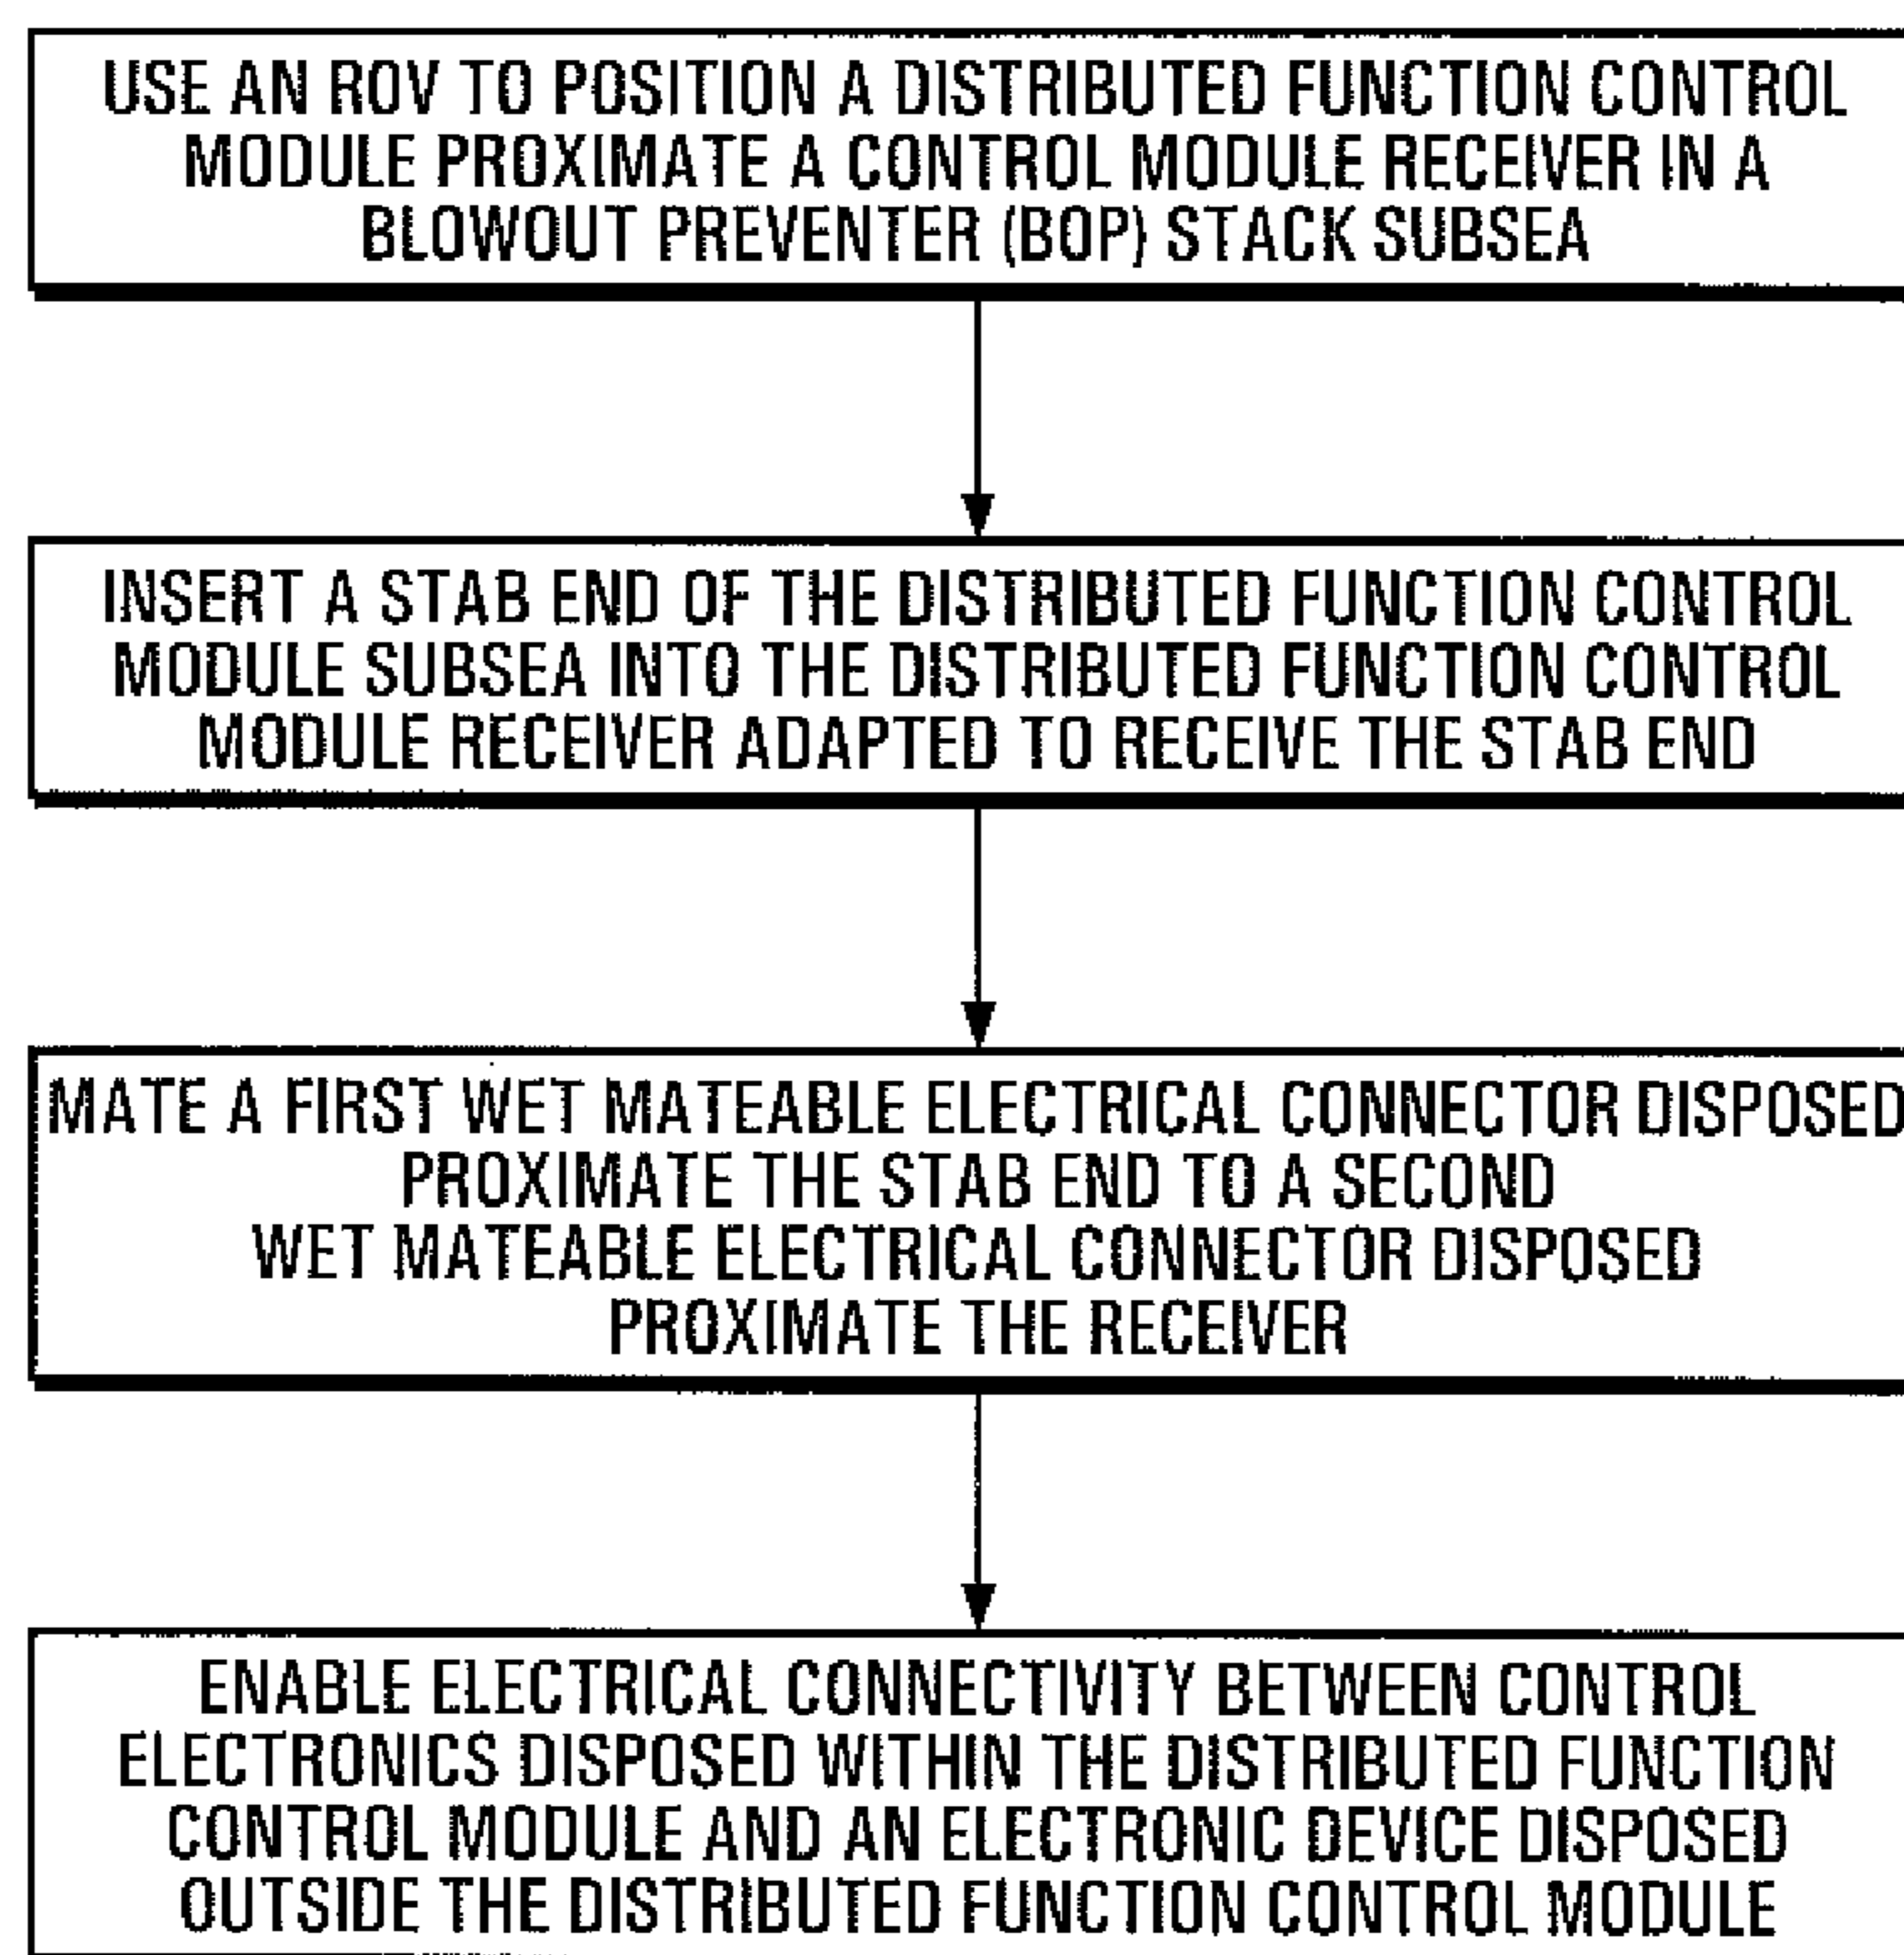 USE AN ROV TO POSITION A DISTRIBUTED FUNCTION CONTROL
MODULE PROXIMATE A CONTROL MODULE RECEIVER IN A
BLOWOUT PREVENTER (BOP) STACK SUBSEA
INSERT A STAB END OF THE DISTRIBUTED FUNCTION CONTROL
MODULE SUBSEA INTO THE DISTRIBUTED FUNCTION CONTROL
MODULE RECEIVER ADAPTED TO RECEIVE THE STAB END
MATE A FIRST WET MATEABLE ELECTRICAL CONNECTOR DISPOSED
PROXIMATE THE STAB END TO A SECOND
WET MATEABLE ELECTRICAL CONNECTOR DISPOSED
PROXIMATE THE RECEIVER
ENABLE ELECTRICAL CONNECTIVITY BETWEEN CONTROL
ELECTRONICS DISPOSED WITHIN THE DISTRIBUTED FUNCTION
CONTROL MODULE AND AN ELECTRONIC DEVICE DISPOSED
OUTSIDE THE DISTRIBUTED FUNCTION CONTROL MODULE